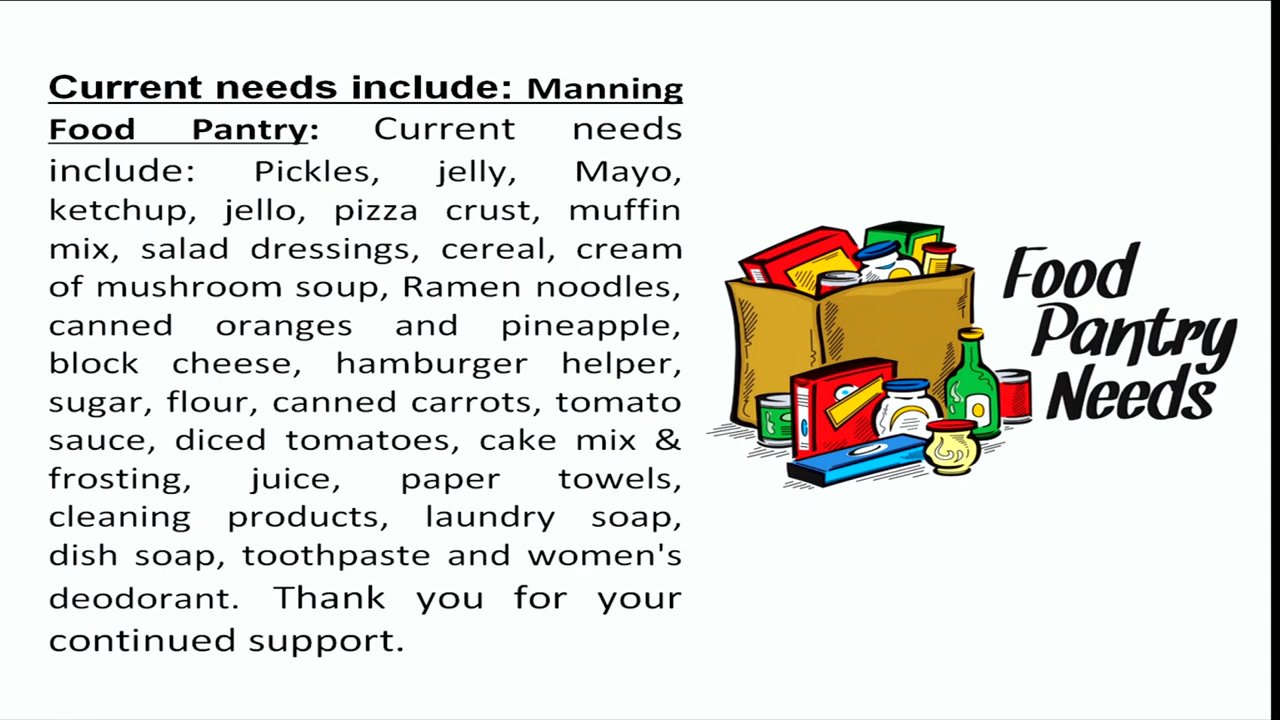 Current needs include: Manning
Food Pantry: Current needs
include: Pickles, jelly, Mayo,
ketchup, jello, pizza crust, muffin
mix, salad dressings, cereal, cream
of mushroom soup, Ramen noodles,
canned oranges and pineapple,
block cheese, hamburger helper,
sugar, flour, canned carrots, tomato
sauce, diced tomatoes, cake mix &
frosting, juice, paper towels,
cleaning products, laundry soap,
dish soap, toothpaste and women's
deodorant. Thank you for your
continued support.
Food
Pantry
Needs